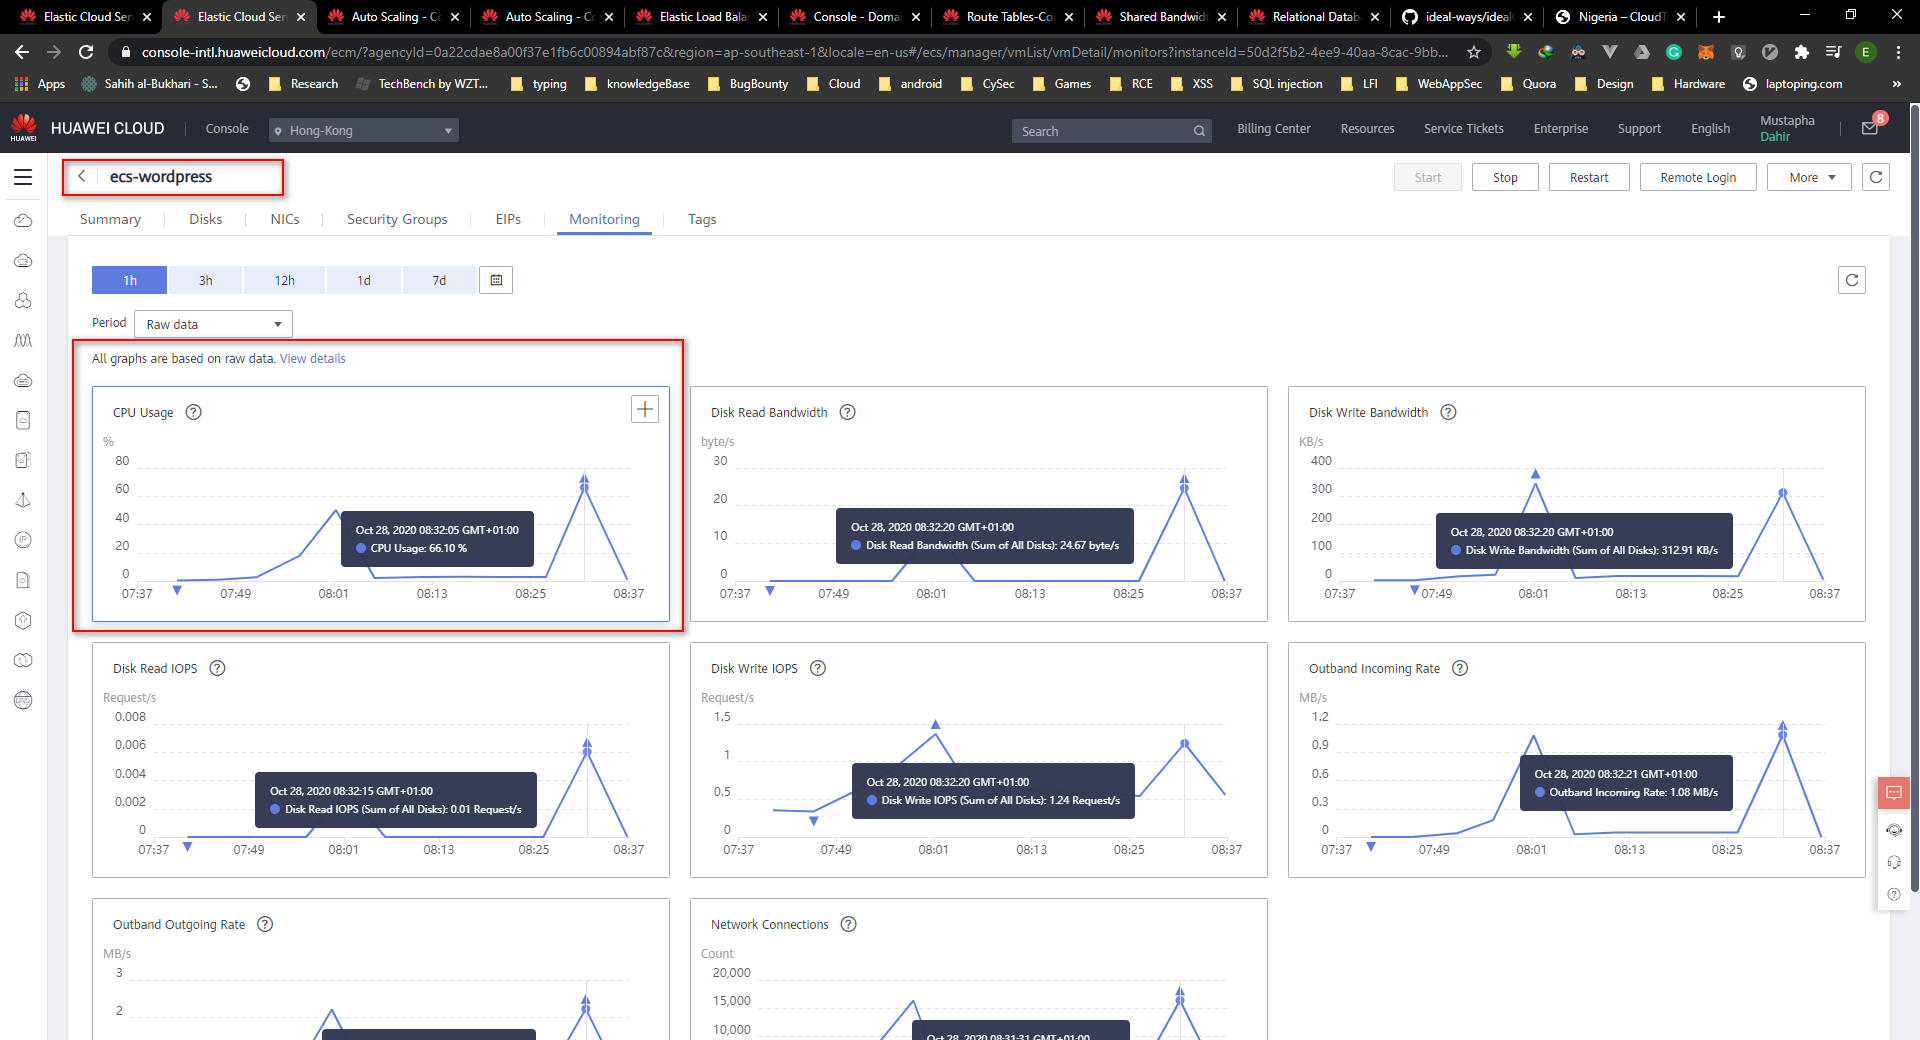 Elastic Cloud Ser
Elastic Cloud Ser
Auto Scaling - Co
Auto Scaling - Co
Elastic Load Bala
Console - Domai
Route Tables-Co
Shared Bandwidt
Relational Datab
ideal-ways/ideal
Nigeria – CloudT
console-intl.huaweicloud.com/ecm/?agencyId=0a22cdae8a00f37e1fb6c00894abf87c&region=ap-southeast-1&locale=en-us#/ecs/manager/vmList/vmDetail/monitors?instanceId=50d2f5b2-4ee9-40aa-8cac-9bb...
E
Apps
Sahih al-Bukhari - S...
Research
TechBench by WZT...
typing
knowledgeBase
BugBounty
Cloud
android
CySec
Games
RCE
XSS
SQL injection
LFI
WebAppSec
Quora
Design
Hardware
laptoping.com
»
HUAWEI
HUAWEI CLOUD
Console
Hong-Kong
Search
Billing Center
Resources
Service Tickets
Enterprise
Support
English
Mustapha
Dahir
8
ecs-wordpress
Start
Stop
Restart
Remote Login
More
Summary
Disks
NICs
Security Groups
EIPs
Monitoring
Tags
1h
3h
12h
1d
7d
Period
Raw data
All graphs are based on raw data. View details
CPU Usage
%
80
60
40
20
0
Oct 28, 2020 08:32:05 GMT+01:00
CPU Usage: 66.10 %
07:37 07:49 08:01 08:13 08:25 08:37
Disk Read Bandwidth
byte/s
30
20
10
0
Oct 28, 2020 08:32:20 GMT+01:00
Disk Read Bandwidth (Sum of All Disks): 24.67 byte/s
07:37 07:49 08:01 08:13 08:25 08:37
Disk Write Bandwidth
KB/s
400
300
200
100
0
Oct 28, 2020 08:32:20 GMT+01:00
Disk Write Bandwidth (Sum of All Disks): 312.91 KB/s
07:37 07:49 08:01 08:13 08:25 08:37
Disk Read IOPS
Request/s
0.008
0.006
0.004
0.002
0
Oct 28, 2020 08:32:15 GMT+01:00
Disk Read IOPS (Sum of All Disks): 0.01 Request/s
07:37 07:49 08:01 08:13 08:25 08:37
Disk Write IOPS
Request/s
1.5
1
0.5
0
Oct 28, 2020 08:32:20 GMT+01:00
Disk Write IOPS (Sum of All Disks): 1.24 Request/s
07:37 07:49 08:01 08:13 08:25 08:37
Outband Incoming Rate
MB/s
1.2
0.9
0.6
0.3
0
Oct 28, 2020 08:32:21 GMT+01:00
Outband Incoming Rate: 1.08 MB/s
07:37 07:49 08:01 08:13 08:25 08:37
Outband Outgoing Rate
MB/s
3
2
Network Connections
Count
20,000
15,000
10,000
Oct 28, 2020 08:31:31 GMT+01:00